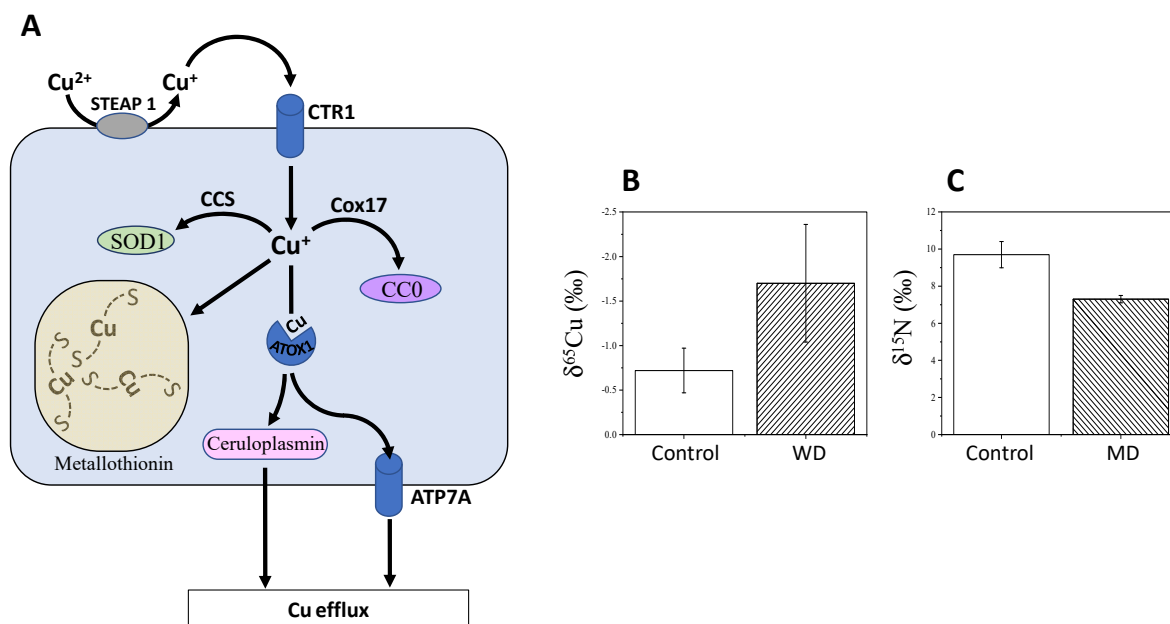 A
Cu²⁺
Cu⁺
STEAP 1
CTR1
CCS
Cox17
SOD1
Cu⁺
CC0
S
Cu
S
Cu
S
Cu
S
S
Cu
ATOX1
Metallothionin
Ceruloplasmin
ATP7A
Cu efflux
B
δ⁶⁵Cu (‰)
-2.5
-2.0
-1.5
-1.0
-0.5
0.0
Control WD
C
δ¹⁵N (‰)
12
10
8
6
4
2
0
Control MD